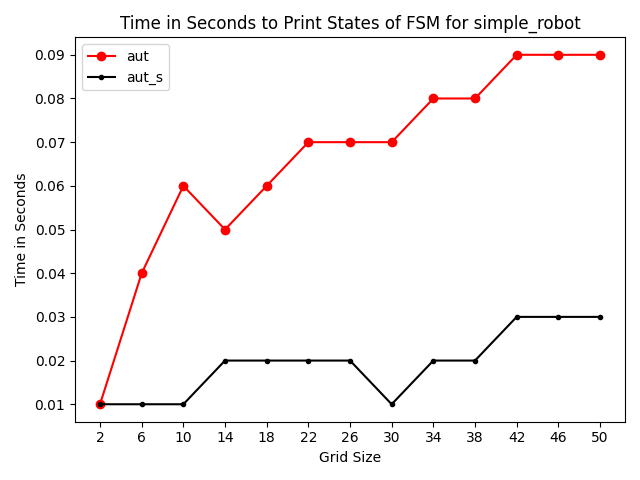 Time in Seconds to Print States of FSM for simple_robot
aut
aut_s
Time in Seconds
0.09
0.08
0.07
0.06
0.05
0.04
0.03
0.02
0.01
2 6 10 14 18 22 26 30 34 38 42 46 50
Grid Size